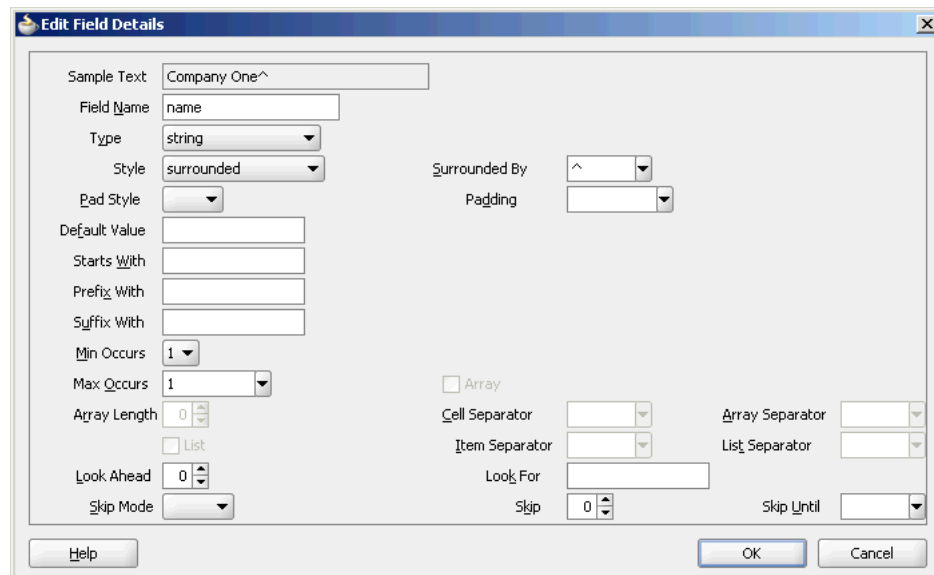 Edit Field Details
Sample Text Company One^
Field Name name
Type string
Style surrounded Surrounded By ^
Pad Style Padding
Default Value
Starts With
Prefix With
Suffix With
Min Occurs 1
Max Occurs 1 Array
Array Length 0 Cell Separator Array Separator
List Item Separator List Separator
Look Ahead 0 Look For
Skip Mode Skip 0 Skip Until
Help OK Cancel